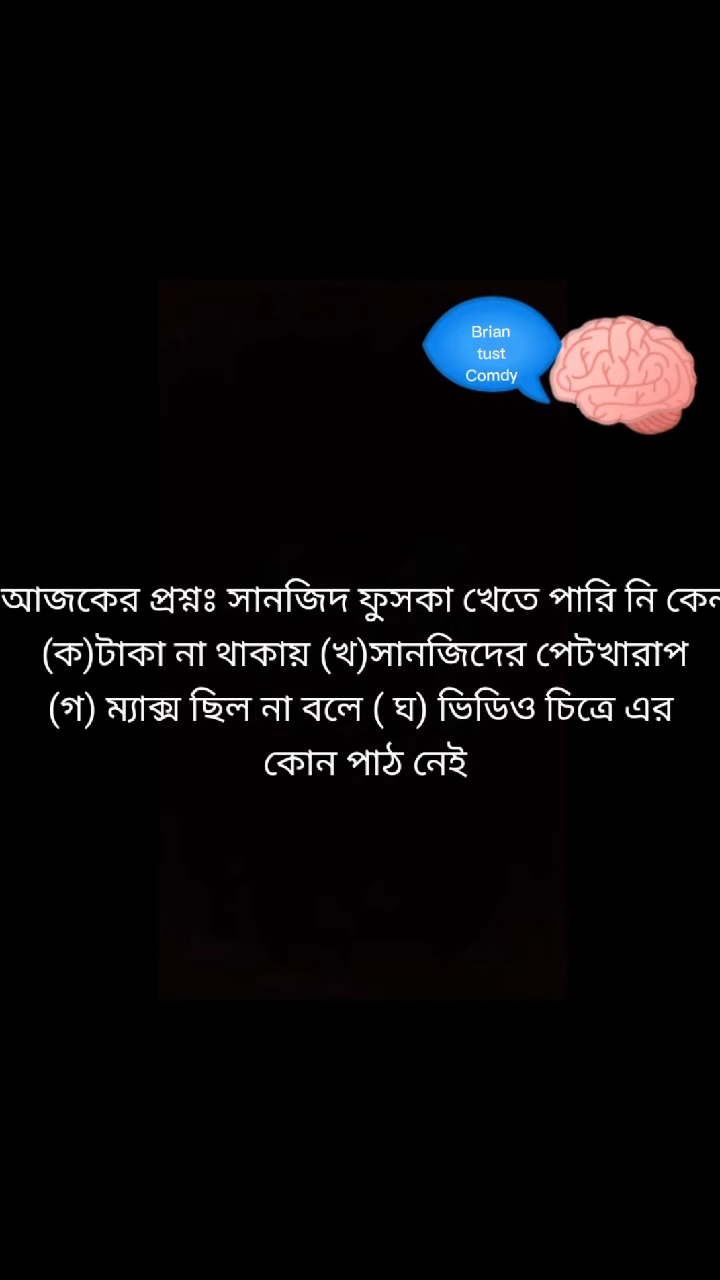 Brian
tust
Comdy
আজকের প্রশ্নঃ সানজিদ ফুসকা খেতে পারি নি কেন
(ক)টাকা না থাকায় (খ)সানজিদের পেটখারাপ
(গ) ম্যাক্স ছিল না বলে ( ঘ) ভিডিও চিত্রে এর
কোন পাঠ নেই